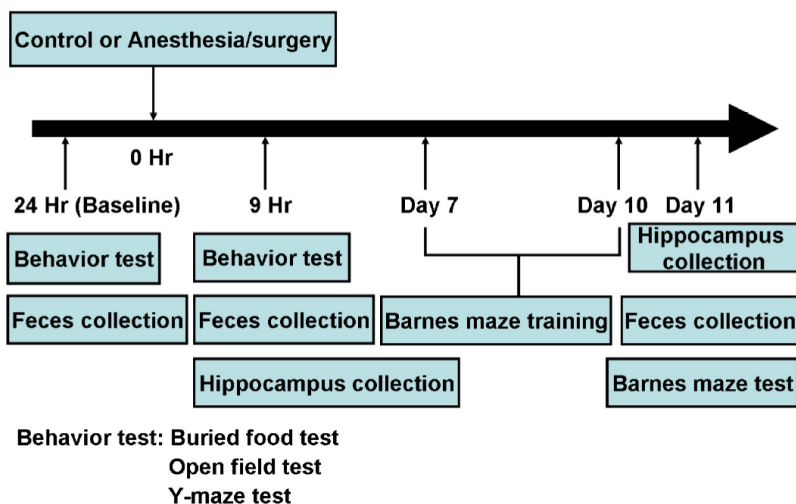 Control or Anesthesia/surgery
0 Hr
24 Hr (Baseline)
9 Hr
Day 7
Day 10
Day 11
Behavior test
Behavior test
Hippocampus
collection
Feces collection
Feces collection
Barnes maze training
Feces collection
Hippocampus collection
Barnes maze test
Behavior test: Buried food test
Open field test
Y-maze test